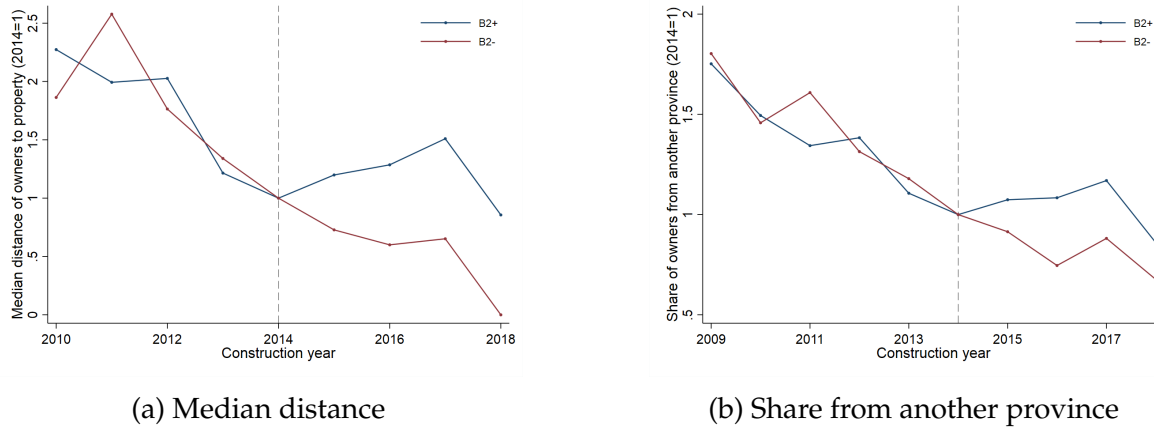 Median distance of owners to property (2014=1)
2.5
2
1.5
1
.5
0
B2+
B2-
2010
2012
2014
2016
2018
Construction year
(a) Median distance
Share of owners from another province (2014=1)
2
1.5
1
.5
B2+
B2-
2009
2011
2013
2015
2017
Construction year
(b) Share from another province